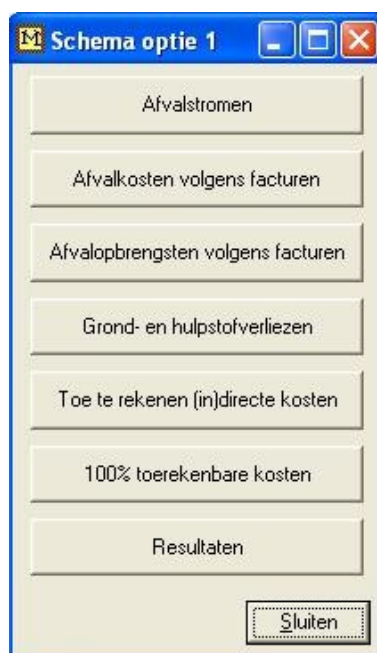 M Schema optie 1
Afvalstromen
Afvalkosten volgens facturen
Afvalopbrengsten volgens facturen
Grond- en hulpstofverliezen
Toe te rekenen (in)directe kosten
100% toerekenbare kosten
Resultaten
Sluiten